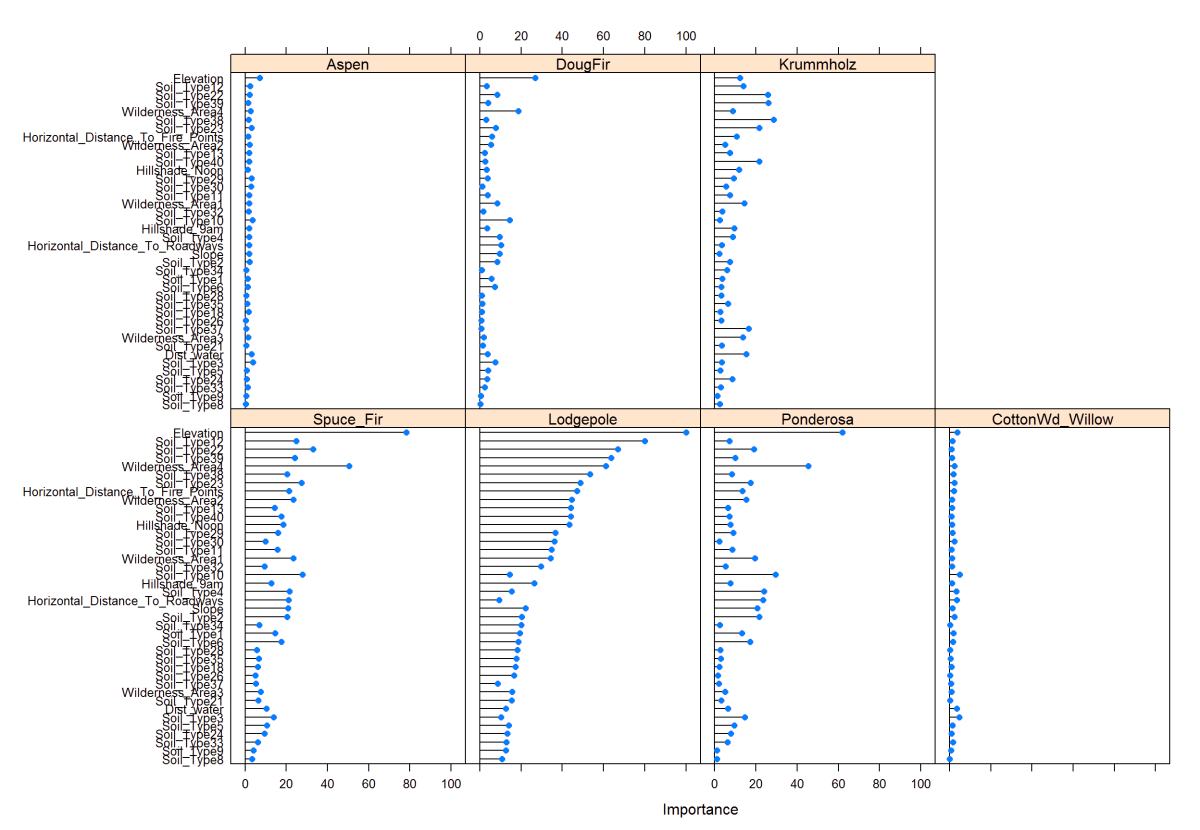 0 20 40 60 80 100
Aspen DougFir Krummholz
Elevation
Soil_Type12
Soil_Type22
Soil_Type39
Wilderness_Area4
Soil_Type38
Soil_Type23
Horizontal_Distance_To_Fire_Points
Wilderness_Area2
Soil_Type13
Soil_Type40
Hillshade_Noon
Soil_Type29
Soil_Type30
Soil_Type11
Wilderness_Area1
Soil_Type32
Soil_Type10
Hillshade_9am
Soil_Type4
Horizontal_Distance_To_Roadways
Slope
Soil_Type2
Soil_Type34
Soil_Type1
Soil_Type6
Soil_Type28
Soil_Type35
Soil_Type18
Soil_Type26
Soil_Type37
Wilderness_Area3
Soil_Type21
Dist_water
Soil_Type3
Soil_Type5
Soil_Type24
Soil_Type33
Soil_Type9
Soil_Type8
Spuce_Fir Lodgepole Ponderosa CottonWd_Willow
Elevation
Soil_Type12
Soil_Type22
Soil_Type39
Wilderness_Area4
Soil_Type38
Soil_Type23
Horizontal_Distance_To_Fire_Points
Wilderness_Area2
Soil_Type13
Soil_Type40
Hillshade_Noon
Soil_Type29
Soil_Type30
Soil_Type11
Wilderness_Area1
Soil_Type32
Soil_Type10
Hillshade_9am
Soil_Type4
Horizontal_Distance_To_Roadways
Slope
Soil_Type2
Soil_Type34
Soil_Type1
Soil_Type6
Soil_Type28
Soil_Type35
Soil_Type18
Soil_Type26
Soil_Type37
Wilderness_Area3
Soil_Type21
Dist_water
Soil_Type3
Soil_Type5
Soil_Type24
Soil_Type33
Soil_Type9
Soil_Type8
0 20 40 60 80 100 0 20 40 60 80 100
Importance